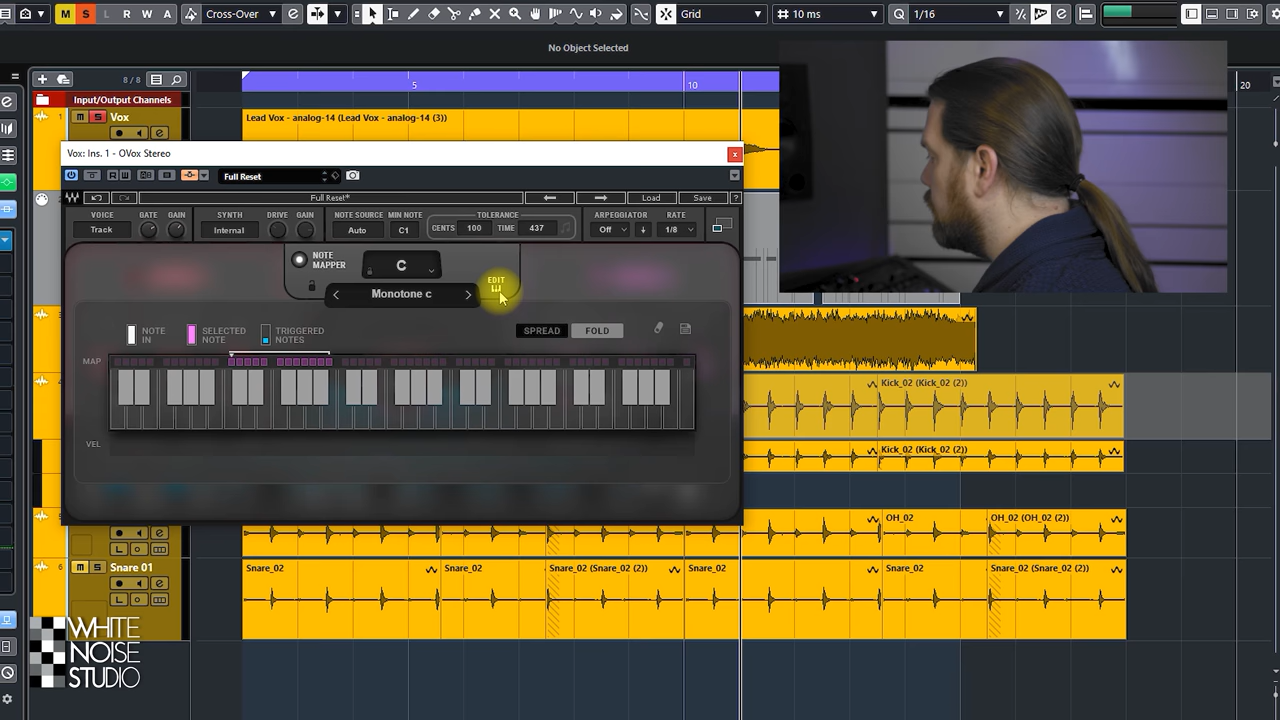 M S L R W A Cross-Over e Grid 10 ms Q 1/16
No Object Selected
8/8
5 10 20
Input/Output Channels
1 m S Vox
Lead Vox - analog-14 (Lead Vox - analog-14 (3))
Vox: Ins. 1 - OVox Stereo x
Full Reset
Full Reset* Load Save ?
VOICE GATE GAIN SYNTH DRIVE GAIN NOTE SOURCE MIN NOTE TOLERANCE ARPEGGIATOR RATE
Track Internal Auto C1 CENTS 100 TIME 437 Off 1/8
NOTE
MAPPER
C
EDIT
Monotone c
NOTE
IN
SELECTED
NOTE
TRIGGERED
NOTES
SPREAD FOLD
MAP
VEL
Kick_02 (Kick_02 (2))
Kick_02 (Kick_02 (2))
OH_02 OH_02 (OH_02 (2))
6 m S Snare 01
Snare_02 Snare_02 Snare_02 (Snare_02 (2)) Snare_02 Snare_02 Snare_02 (Snare_02 (2))
WHITE
NOISE
STUDIO